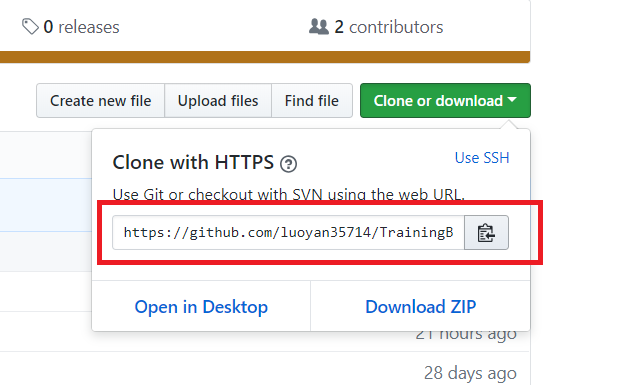 0 releases 2 contributors
Create new file Upload files Find file Clone or download
Clone with HTTPS Use SSH
Use Git or checkout with SVN using the web URL.
https://github.com/luoyan35714/TrainingB
Open in Desktop Download ZIP
21 hours ago
28 days ago